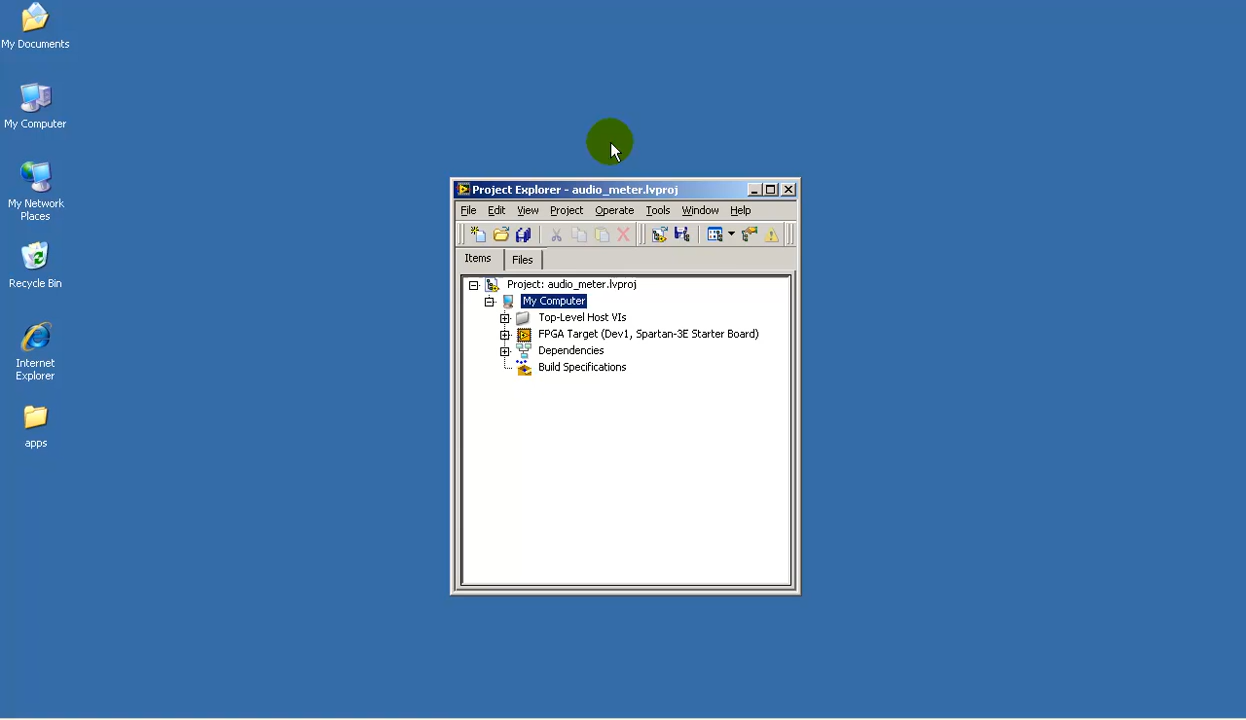 My Documents
My Computer
My Network
Places
Recycle Bin
Internet
Explorer
apps
Project Explorer - audio_meter.lvproj
File Edit View Project Operate Tools Window Help
Items Files
Project: audio_meter.lvproj
My Computer
Top-Level Host VIs
FPGA Target (Dev1, Spartan-3E Starter Board)
Dependencies
Build Specifications